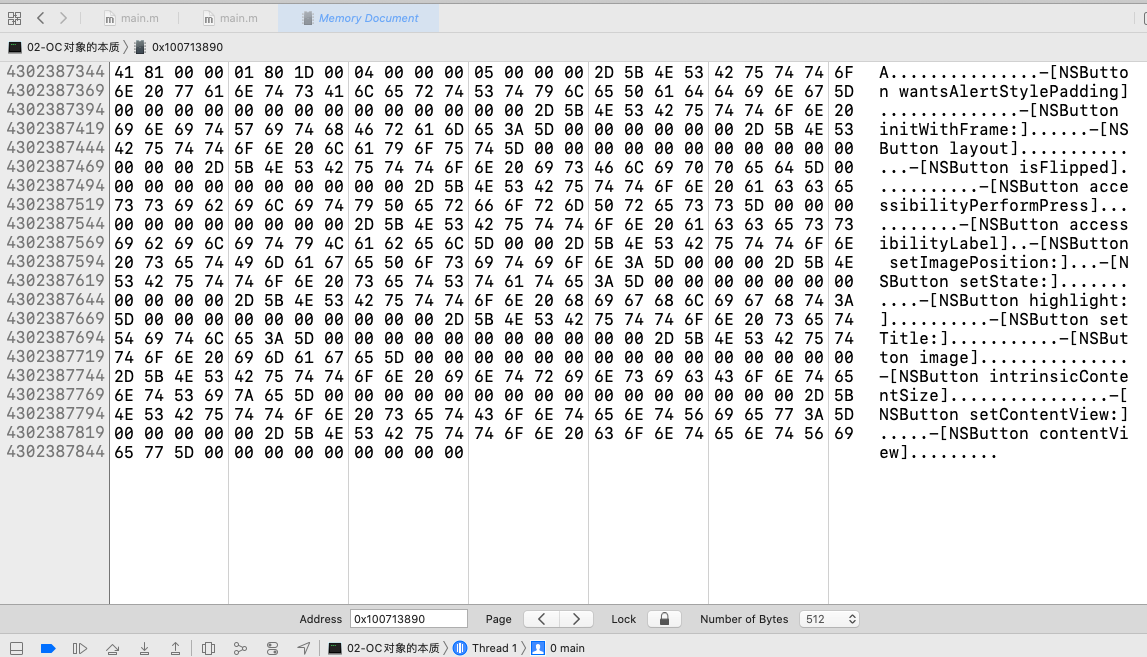 main.m main.m Memory Document
02-OC对象的本质 〉 0x100713890
4302387344 41 81 00 00 01 80 1D 00 04 00 00 00 05 00 00 00 2D 5B 4E 53 42 75 74 74 6F A...............-[NSButto
4302387369 6E 20 77 61 6E 74 73 41 6C 65 72 74 53 74 79 6C 65 50 61 64 64 69 6E 67 5D n wantsAlertStylePadding]
4302387394 00 00 00 00 00 00 00 00 00 00 00 00 00 00 2D 5B 4E 53 42 75 74 74 6F 6E 20 ..............-[NSButton
4302387419 69 6E 69 74 57 69 74 68 46 72 61 6D 65 3A 5D 00 00 00 00 00 00 2D 5B 4E 53 initWithFrame:]......-[NS
4302387444 42 75 74 74 6F 6E 20 6C 61 79 6F 75 74 5D 00 00 00 00 00 00 00 00 00 00 00 Button layout]...........
4302387469 00 00 00 2D 5B 4E 53 42 75 74 74 6F 6E 20 69 73 46 6C 69 70 70 65 64 5D 00 ...-[NSButton isFlipped].
4302387494 00 00 00 00 00 00 00 00 00 00 2D 5B 4E 53 42 75 74 74 6F 6E 20 61 63 63 65 ..........-[NSButton acce
4302387519 73 73 69 62 69 6C 69 74 79 50 65 72 66 6F 72 6D 50 72 65 73 73 5D 00 00 00 ssibilityPerformPress]...
4302387544 00 00 00 00 00 00 00 00 2D 5B 4E 53 42 75 74 74 6F 6E 20 61 63 63 65 73 73 ........-[NSButton access
4302387569 69 62 69 6C 69 74 79 4C 61 62 65 6C 5D 00 00 2D 5B 4E 53 42 75 74 74 6F 6E ibilityLabel]..-[NSButton
4302387594 20 73 65 74 49 6D 61 67 65 50 6F 73 69 74 69 6F 6E 3A 5D 00 00 00 2D 5B 4E setImagePosition:]...-[N
4302387619 53 42 75 74 74 6F 6E 20 73 65 74 53 74 61 74 65 3A 5D 00 00 00 00 00 00 00 SButton setState:].......
4302387644 00 00 00 00 2D 5B 4E 53 42 75 74 74 6F 6E 20 68 69 67 68 6C 69 67 68 74 3A ....-[NSButton highlight:
4302387669 5D 00 00 00 00 00 00 00 00 00 00 2D 5B 4E 53 42 75 74 74 6F 6E 20 73 65 74 ]..........-[NSButton set
4302387694 54 69 74 6C 65 3A 5D 00 00 00 00 00 00 00 00 00 00 00 2D 5B 4E 53 42 75 74 Title:]...........-[NSBut
4302387719 74 6F 6E 20 69 6D 61 67 65 5D 00 00 00 00 00 00 00 00 00 00 00 00 00 00 00 ton image]...............
4302387744 2D 5B 4E 53 42 75 74 74 6F 6E 20 69 6E 74 72 69 6E 73 69 63 43 6F 6E 74 65 -[NSButton intrinsicConte
4302387769 6E 74 53 69 7A 65 5D 00 00 00 00 00 00 00 00 00 00 00 00 00 00 00 00 2D 5B ntSize]................-[
4302387794 4E 53 42 75 74 74 6F 6E 20 73 65 74 43 6F 6E 74 65 6E 74 56 69 65 77 3A 5D NSButton setContentView:]
4302387819 00 00 00 00 00 2D 5B 4E 53 42 75 74 74 6F 6E 20 63 6F 6E 74 65 6E 74 56 69 .....-[NSButton contentVi
4302387844 65 77 5D 00 00 00 00 00 00 00 00 00 ew].........
Address 0x100713890 Page Lock Number of Bytes 512
02-OC对象的本质 〉 Thread 1 〉 0 main